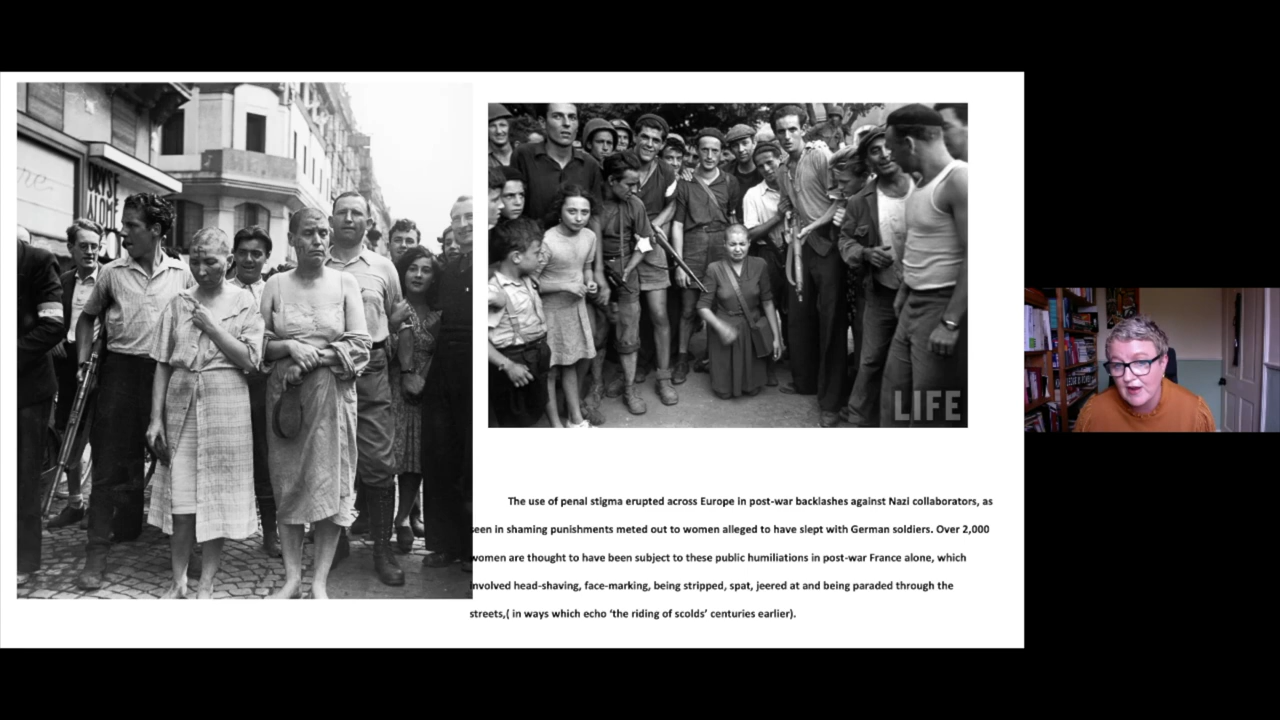 LIFE
The use of penal stigma erupted across Europe in post-war backlashes against Nazi collaborators, as
seen in shaming punishments meted out to women alleged to have slept with German soldiers. Over 2,000
women are thought to have been subject to these public humiliations in post-war France alone, which
involved head-shaving, face-marking, being stripped, spat, jeered at and being paraded through the
streets,( in ways which echo ‘the riding of scolds’ centuries earlier).